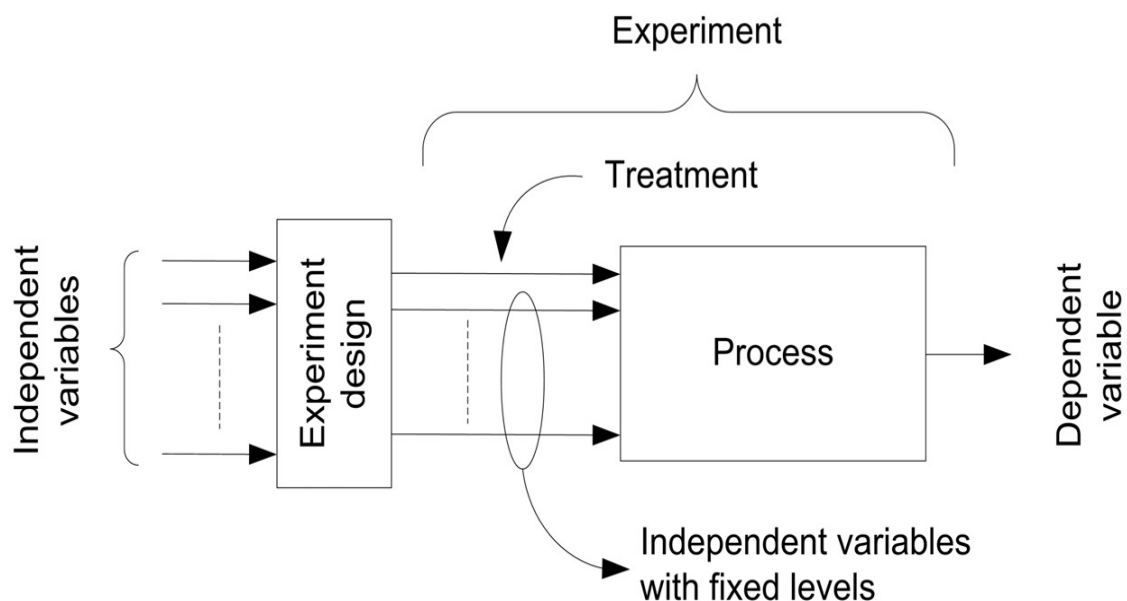 Experiment
Treatment
Independent
variables
Experiment
design
Process
Dependent
variable
Independent variables
with fixed levels